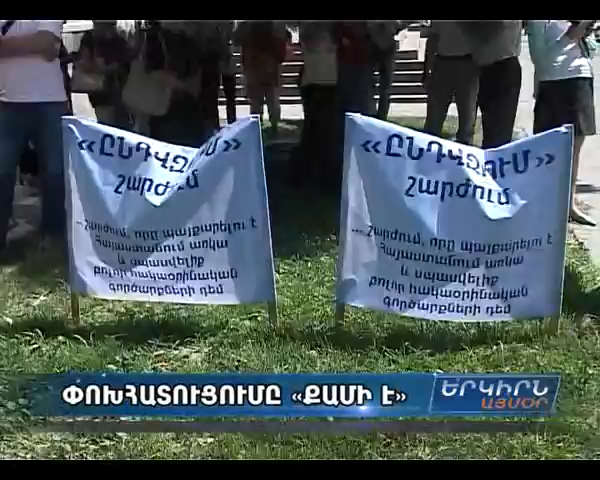 «ԸՆԴՎԶՈՒՄ»
շարժում
... շարժում, որը պայքարելու է
Հայաստանում առկա
և սպասվելիք
բոլոր հակաօրինական
գործարքների դեմ
«ԸՆԴՎԶՈՒՄ»
շարժում
... շարժում, որը պայքարելու է
Հայաստանում առկա
և սպասվելիք
բոլոր հակաօրինական
գործարքների դեմ
ՓՈԽՀԱՏՈՒՑՈՒՄԸ «ՔԱՄԻ Է»
ԵՐԿԻՐՆ
ԱՅՍՕՐ